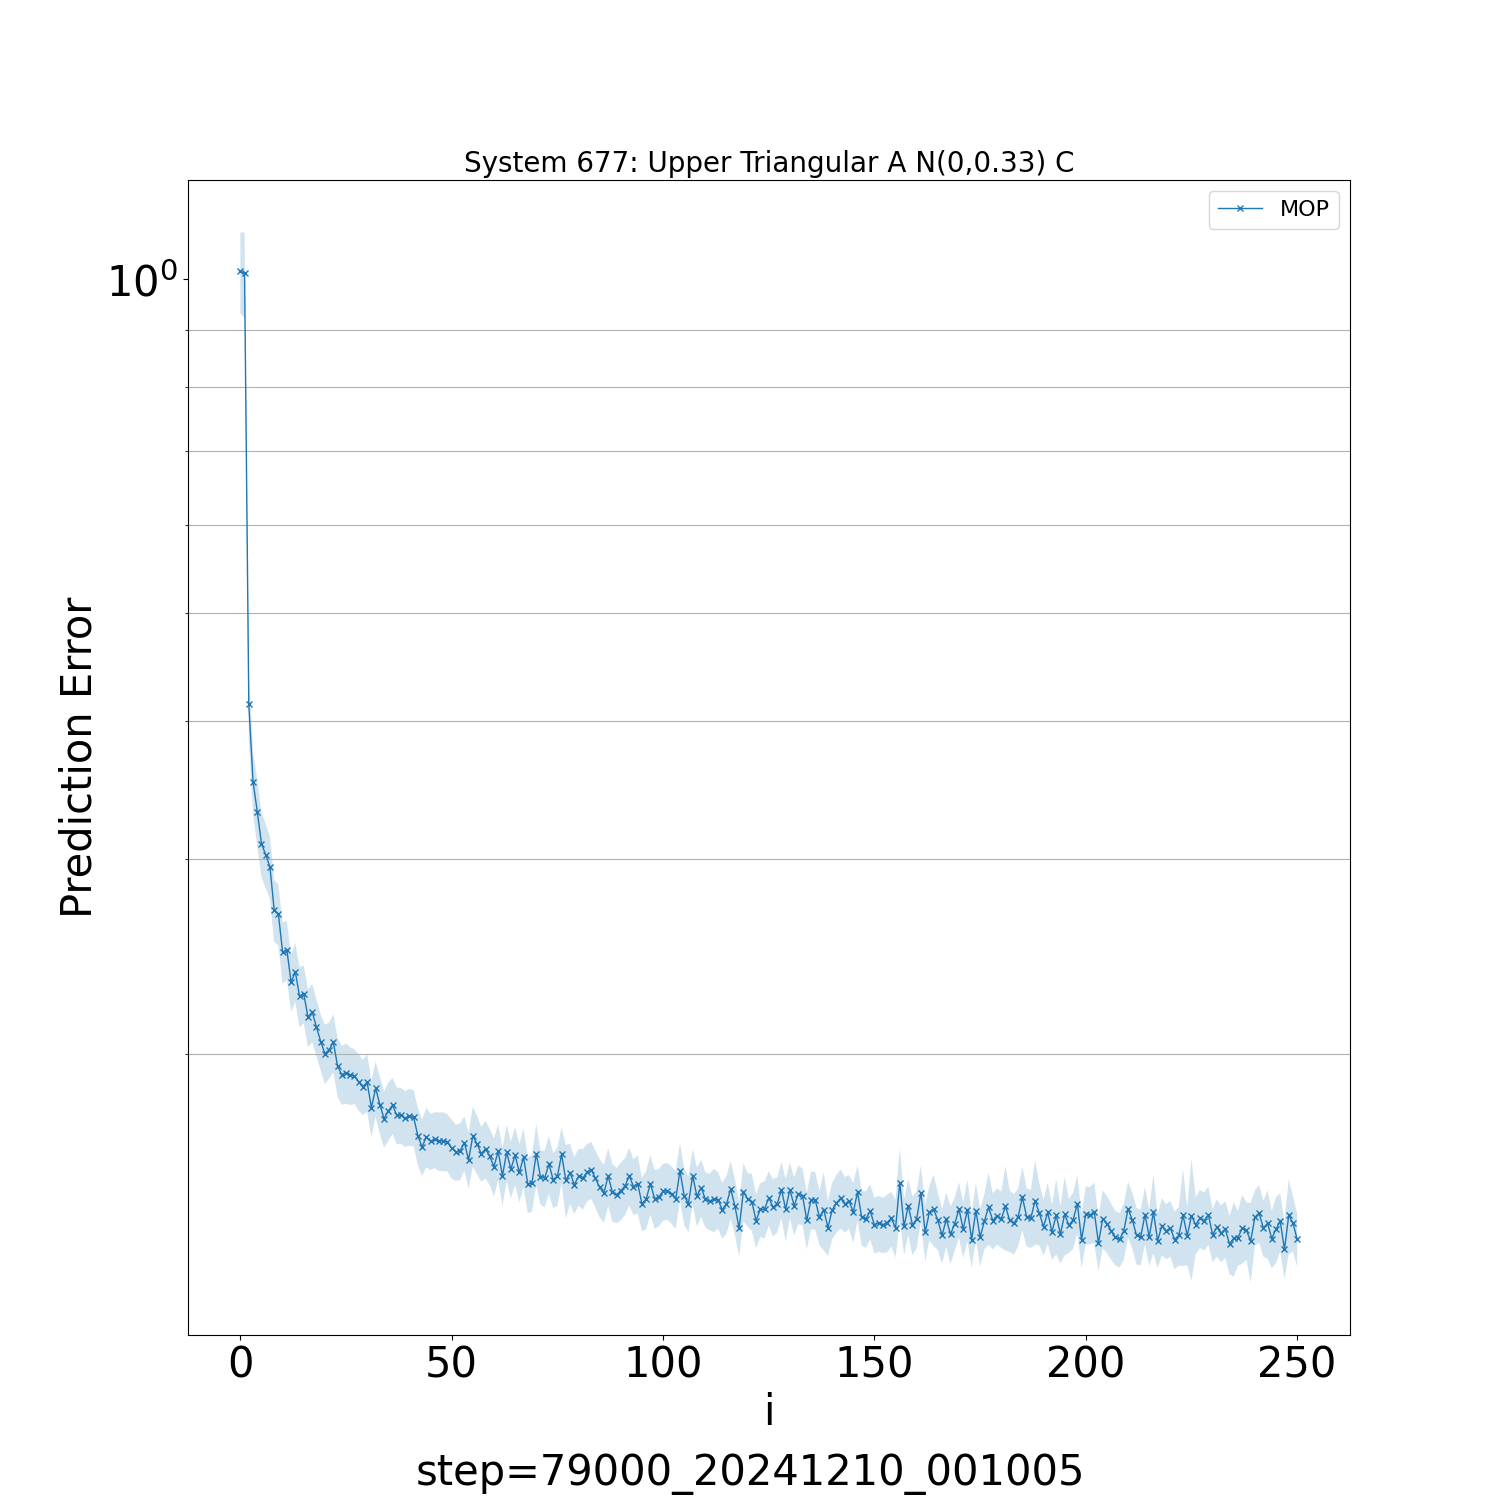 System 677: Upper Triangular A N(0,0.33) C
MOP
10⁰
Prediction Error
0 50 100 150 200 250
i
step=79000_20241210_001005